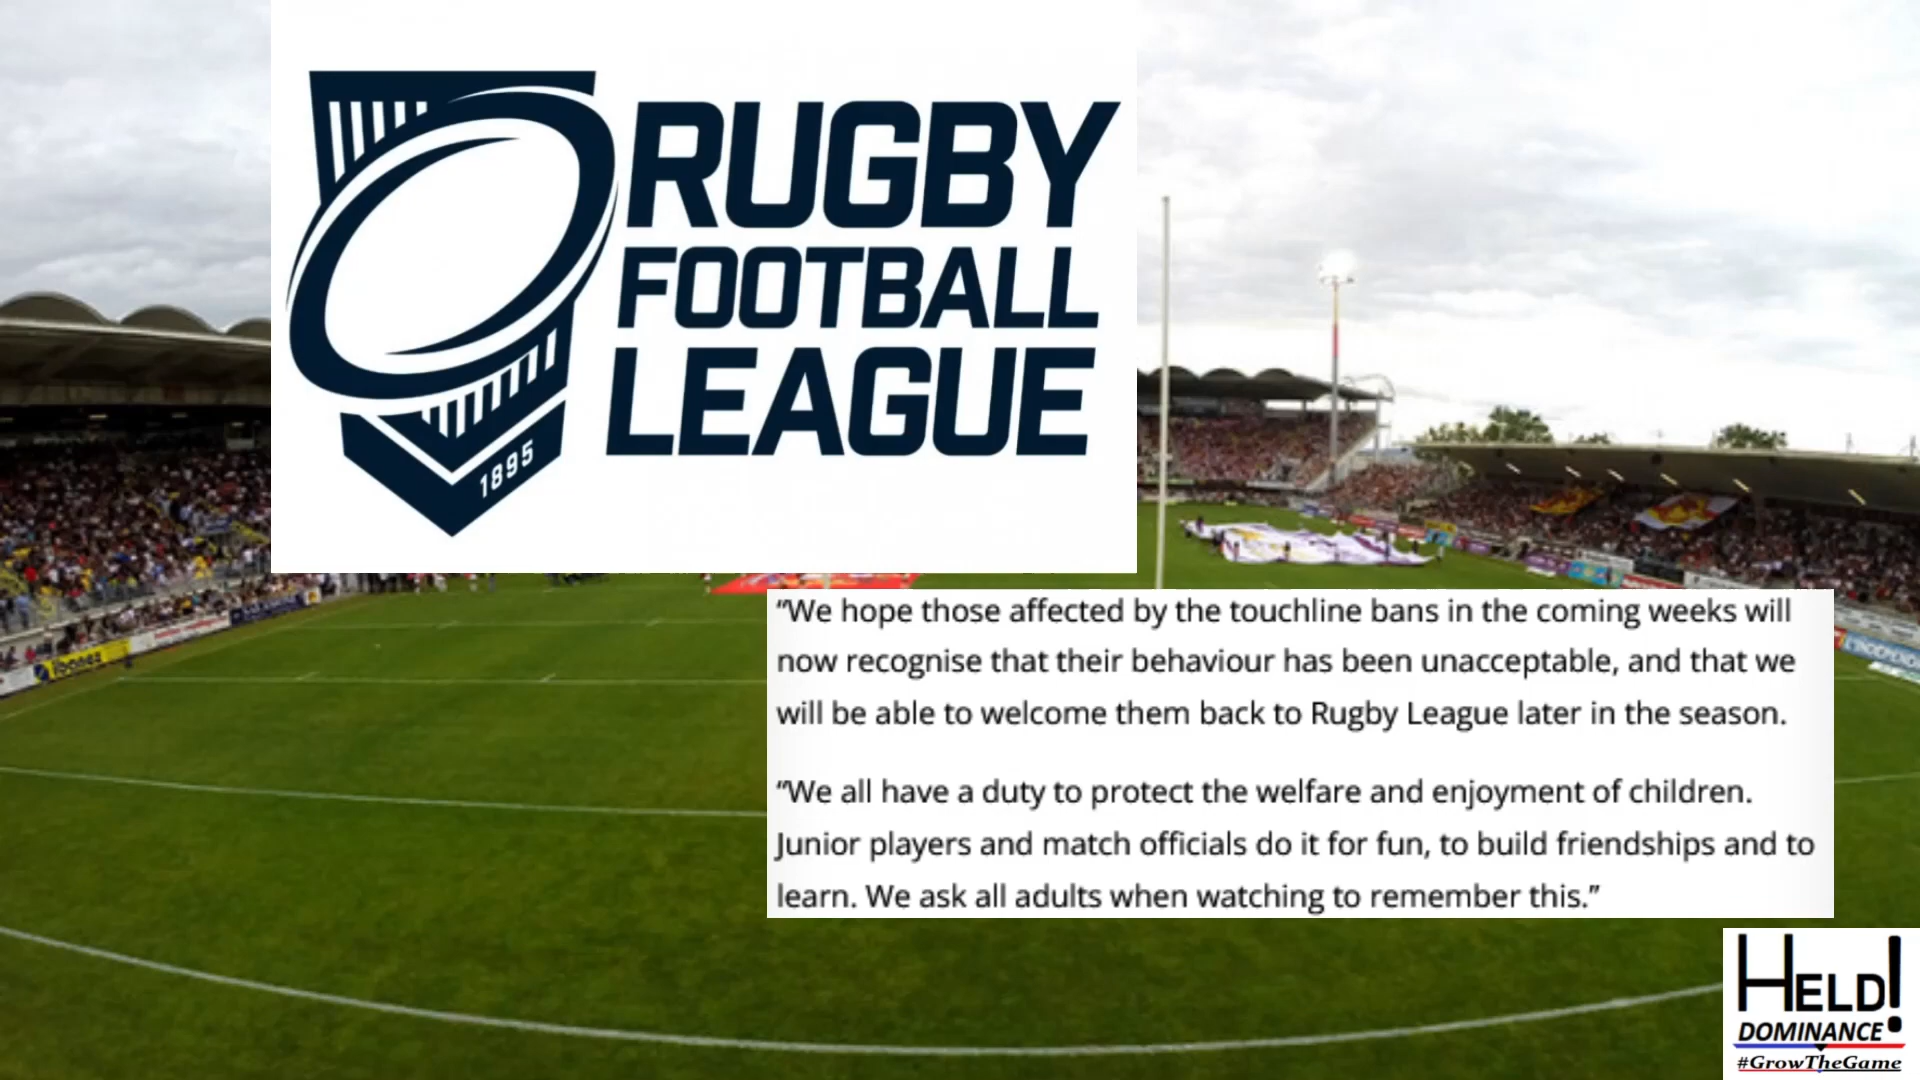 RUGBY
FOOTBALL
LEAGUE
1895
“We hope those affected by the touchline bans in the coming weeks will
now recognise that their behaviour has been unacceptable, and that we
will be able to welcome them back to Rugby League later in the season.
“We all have a duty to protect the welfare and enjoyment of children.
Junior players and match officials do it for fun, to build friendships and to
learn. We ask all adults when watching to remember this.”
HELD!
DOMINANCE
#GrowTheGame